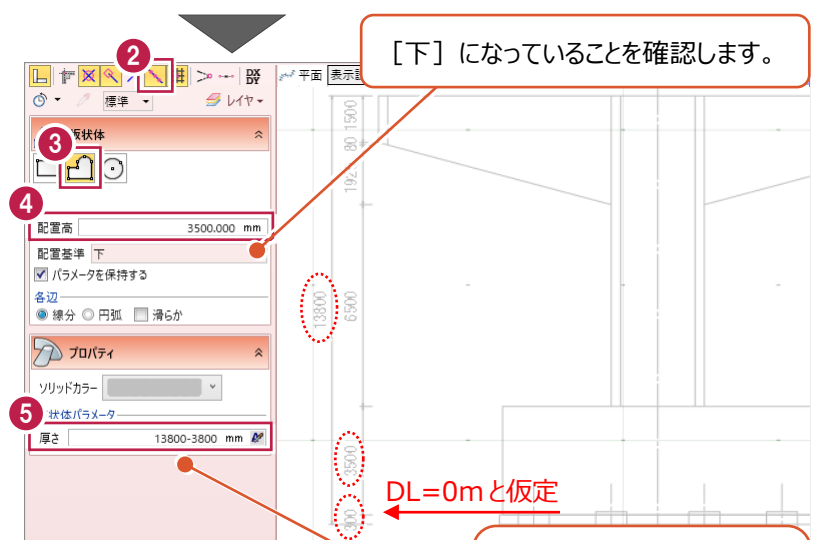 ［下］になっていることを確認します。
2
DX
平面
標準
レイヤ
3
板状体
4
配置高 3500.000 mm
配置基準 下
パラメータを保持する
各辺
線分 円弧 滑らか
プロパティ
ソリッドカラー
5
状体パラメータ
厚さ 13800-3800 mm
1500
80
13800
6500
3500
300
DL=0mと仮定